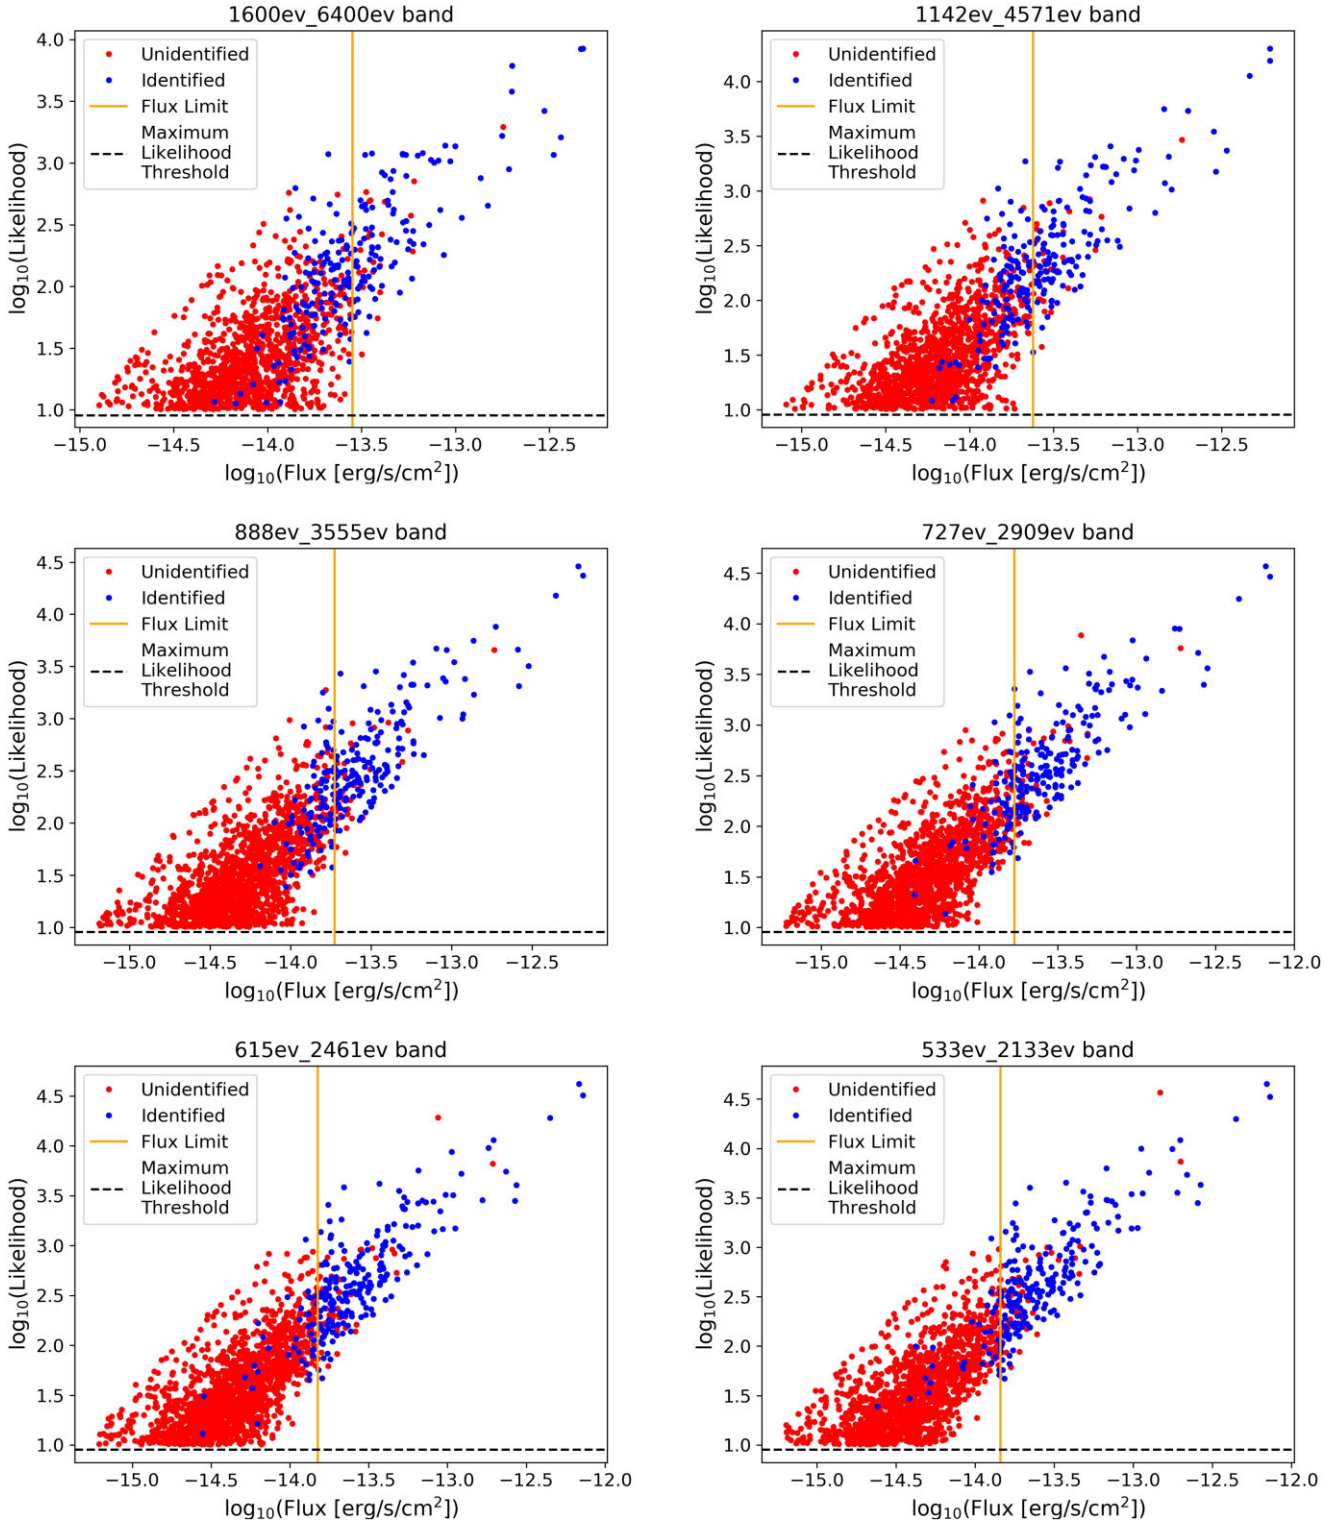 1600ev_6400ev band
4.0
3.5
3.0
2.5
2.0
1.5
1.0
log₁₀(Likelihood)
Unidentified
Identified
Flux Limit
Maximum
Likelihood
Threshold
−15.0 −14.5 −14.0 −13.5 −13.0 −12.5
log₁₀(Flux [erg/s/cm²])
1142ev_4571ev band
4.0
3.5
3.0
2.5
2.0
1.5
1.0
log₁₀(Likelihood)
Unidentified
Identified
Flux Limit
Maximum
Likelihood
Threshold
−15.0 −14.5 −14.0 −13.5 −13.0 −12.5
log₁₀(Flux [erg/s/cm²])
888ev_3555ev band
4.5
4.0
3.5
3.0
2.5
2.0
1.5
1.0
log₁₀(Likelihood)
Unidentified
Identified
Flux Limit
Maximum
Likelihood
Threshold
−15.0 −14.5 −14.0 −13.5 −13.0 −12.5
log₁₀(Flux [erg/s/cm²])
727ev_2909ev band
4.5
4.0
3.5
3.0
2.5
2.0
1.5
1.0
log₁₀(Likelihood)
Unidentified
Identified
Flux Limit
Maximum
Likelihood
Threshold
−15.0 −14.5 −14.0 −13.5 −13.0 −12.5 −12.0
log₁₀(Flux [erg/s/cm²])
615ev_2461ev band
4.5
4.0
3.5
3.0
2.5
2.0
1.5
1.0
log₁₀(Likelihood)
Unidentified
Identified
Flux Limit
Maximum
Likelihood
Threshold
−15.0 −14.5 −14.0 −13.5 −13.0 −12.5 −12.0
log₁₀(Flux [erg/s/cm²])
533ev_2133ev band
4.5
4.0
3.5
3.0
2.5
2.0
1.5
1.0
log₁₀(Likelihood)
Unidentified
Identified
Flux Limit
Maximum
Likelihood
Threshold
−15.0 −14.5 −14.0 −13.5 −13.0 −12.5 −12.0
log₁₀(Flux [erg/s/cm²])